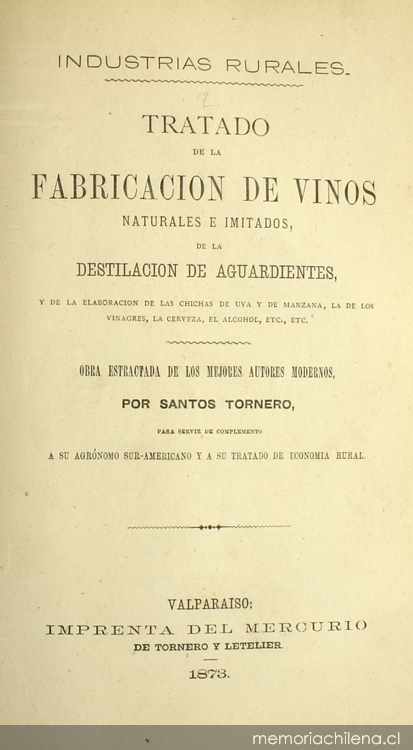 INDUSTRIAS RURALES.
TRATADO
DE LA
FABRICACION DE VINOS
NATURALES E IMITADOS,
DE LA
DESTILACION DE AGUARDIENTES,
Y DE LA ELABORACION DE LAS CHICHAS DE UVA Y DE MANZANA, LA DE LOS
VINAGRES, LA CERVEZA, EL ALCOHOL, ETC., ETC.
OBRA ESTRACTADA DE LOS MEJORES AUTORES MODERNOS,
POR SANTOS TORNERO,
PARA SERVIR DE COMPLEMENTO
A SU AGRÓNOMO SUR-AMERICANO Y A SU TRATADO DE ECONOMIA RURAL.
VALPARAISO:
IMPRENTA DEL MERCURIO
DE TORNERO Y LETELIER.
1873.
memoriachilena.cl